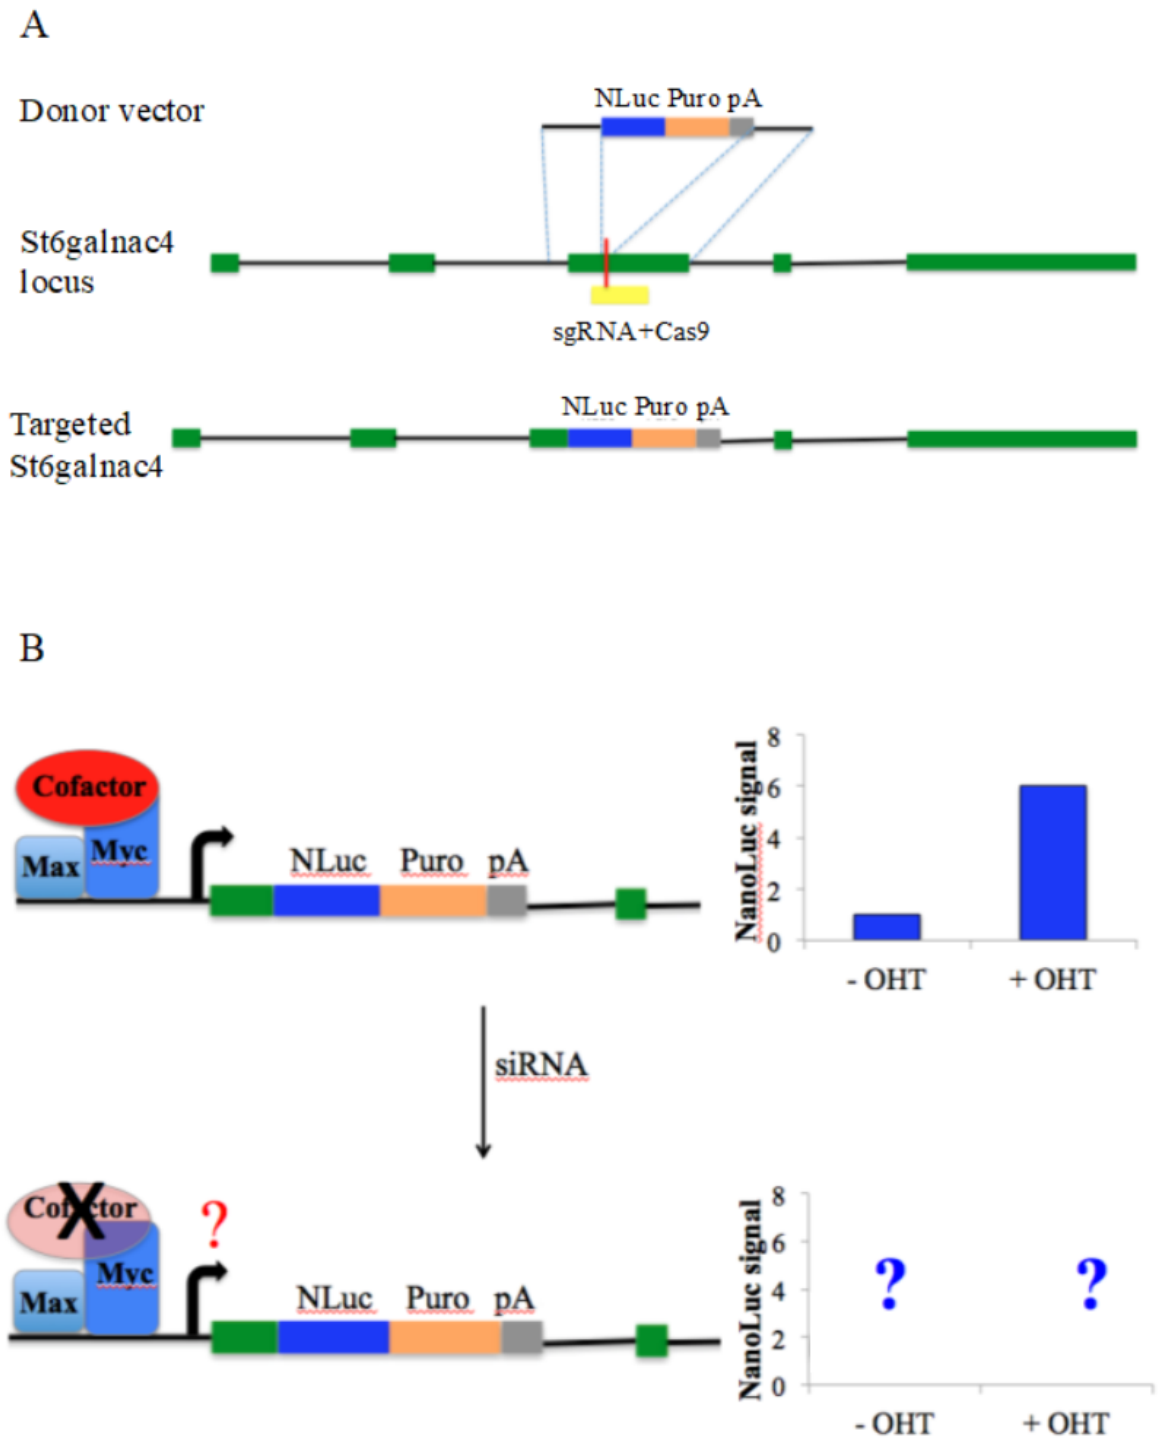 A
Donor vector
NLuc Puro pA
St6galnac4
locus
sgRNA+Cas9
NLuc Puro pA
Targeted
St6galnac4
B
Cofactor
Max
Myc
NLuc Puro pA
NanoLuc signal
8
6
4
2
0
- OHT
+ OHT
siRNA
Cofactor
X
?
Max
Myc
NLuc Puro pA
NanoLuc signal
8
6
4
2
0
? ?
- OHT
+ OHT